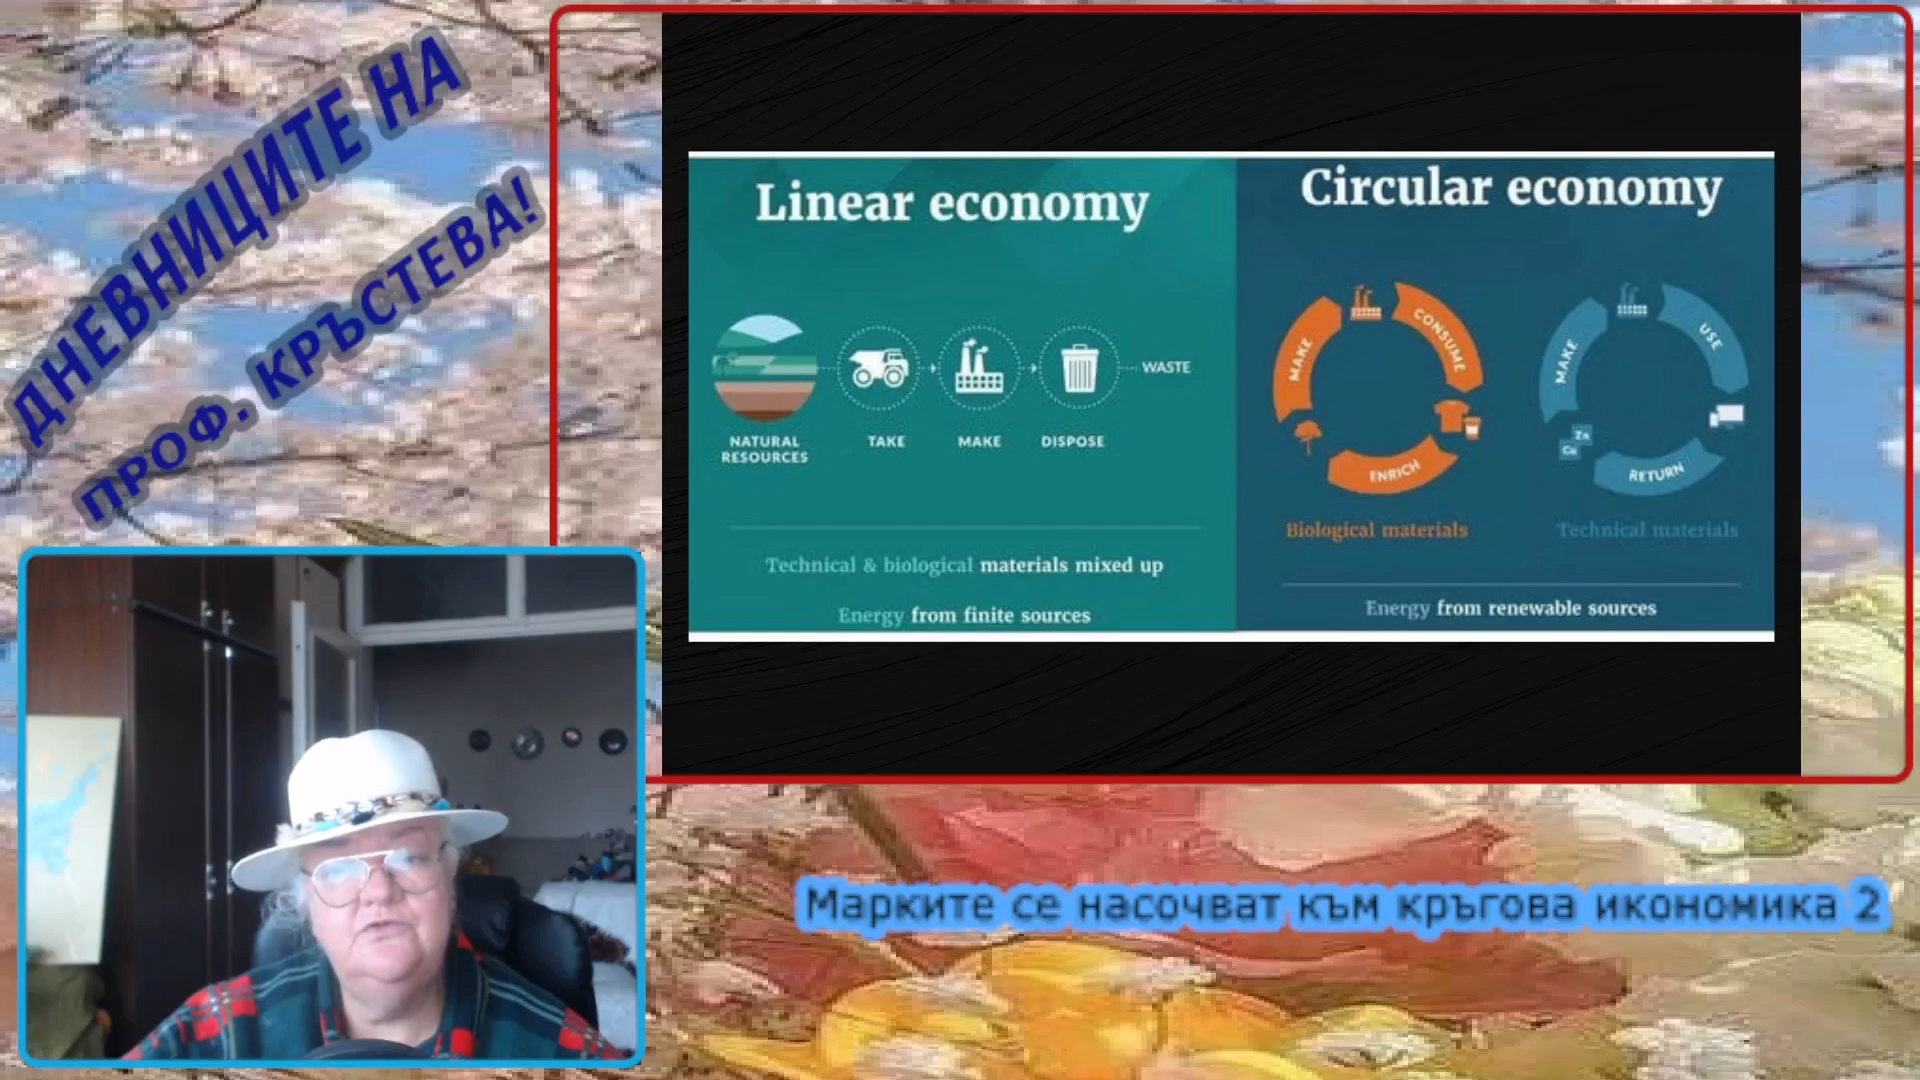 ДНЕВНИЦИТЕ НА
ПРОФ. КРЪСТЕВА!
Linear economy
NATURAL
RESOURCES
TAKE
MAKE
DISPOSE
WASTE
Technical & biological materials mixed up
Energy from finite sources
Circular economy
MAKE
CONSUME
ENRICH
Biological materials
MAKE
USE
RETURN
Zn
Cu
Technical materials
Energy from renewable sources
Марките се насочват към кръгова икономика 2